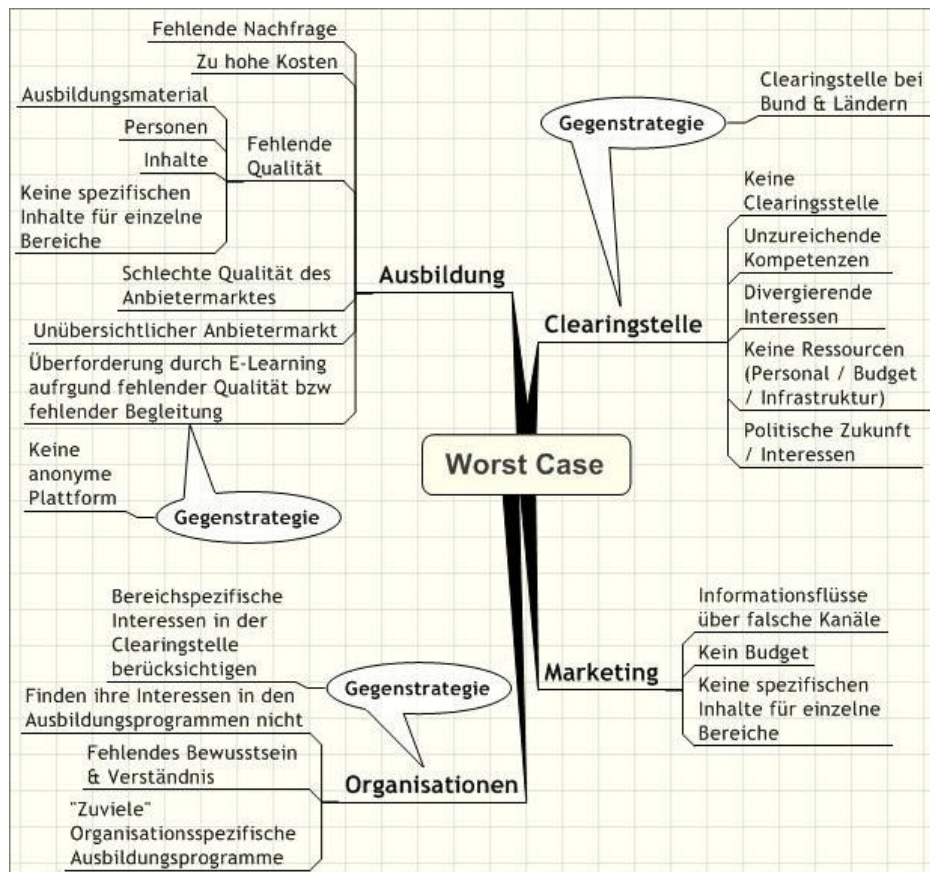 Worst Case
Ausbildung
Fehlende Nachfrage
Zu hohe Kosten
Fehlende
Qualität
Ausbildungsmaterial
Personen
Inhalte
Keine spezifischen
Inhalte für einzelne
Bereiche
Schlechte Qualität des
Anbietermarktes
Unübersichtlicher Anbietermarkt
Überforderung durch E-Learning
aufrgund fehlender Qualität bzw
fehlender Begleitung
Gegenstrategie
Keine
anonyme
Plattform
Clearingstelle
Gegenstrategie
Clearingstelle bei
Bund & Ländern
Keine
Clearingsstelle
Unzureichende
Kompetenzen
Divergierende
Interessen
Keine Ressourcen
(Personal / Budget
/ Infrastruktur)
Politische Zukunft
/ Interessen
Organisationen
Gegenstrategie
Bereichspezifische
Interessen in der
Clearingstelle
berücksichtigen
Finden ihre Interessen in den
Ausbildungsprogrammen nicht
Fehlendes Bewusstsein
& Verständnis
"Zuviele"
Organisationsspezifische
Ausbildungsprogramme
Marketing
Informationsflüsse
über falsche Kanäle
Kein Budget
Keine spezifischen
Inhalte für einzelne
Bereiche